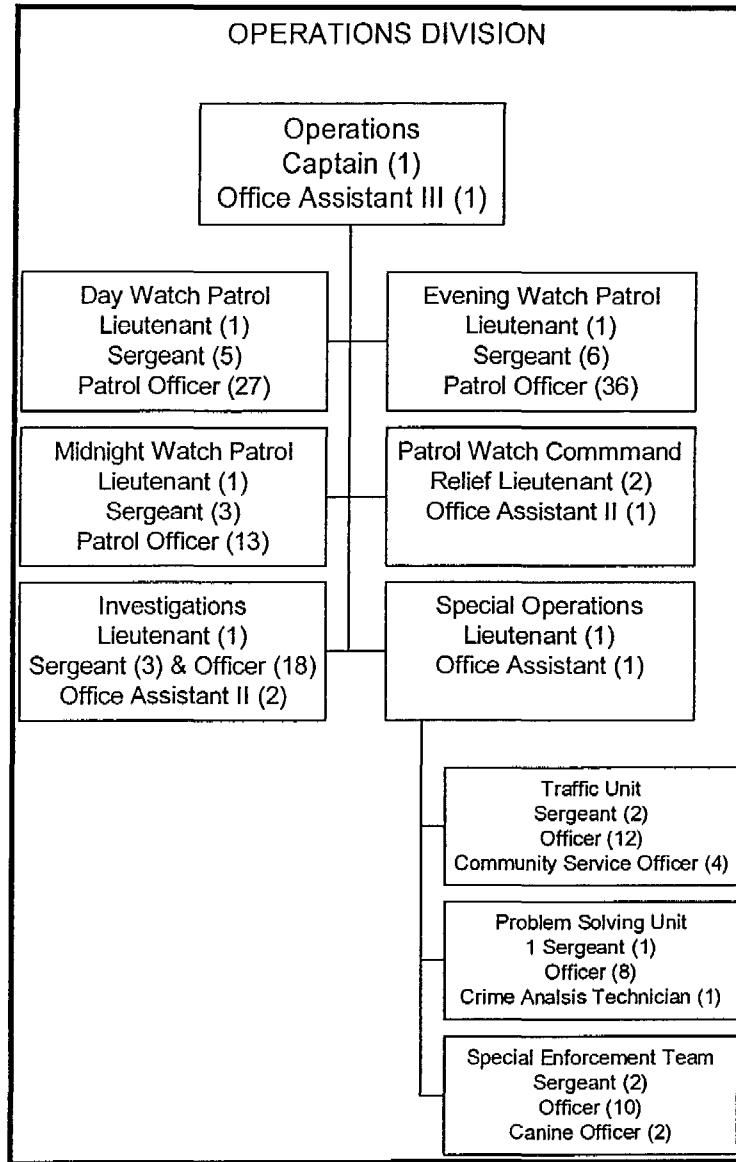 OPERATIONS DIVISION
Operations
Captain (1)
Office Assistant III (1)
Day Watch Patrol
Lieutenant (1)
Sergeant (5)
Patrol Officer (27)
Evening Watch Patrol
Lieutenant (1)
Sergeant (6)
Patrol Officer (36)
Midnight Watch Patrol
Lieutenant (1)
Sergeant (3)
Patrol Officer (13)
Patrol Watch Commmand
Relief Lieutenant (2)
Office Assistant II (1)
Investigations
Lieutenant (1)
Sergeant (3) & Officer (18)
Office Assistant II (2)
Special Operations
Lieutenant (1)
Office Assistant (1)
Traffic Unit
Sergeant (2)
Officer (12)
Community Service Officer (4)
Problem Solving Unit
1 Sergeant (1)
Officer (8)
Crime Analsis Technician (1)
Special Enforcement Team
Sergeant (2)
Officer (10)
Canine Officer (2)